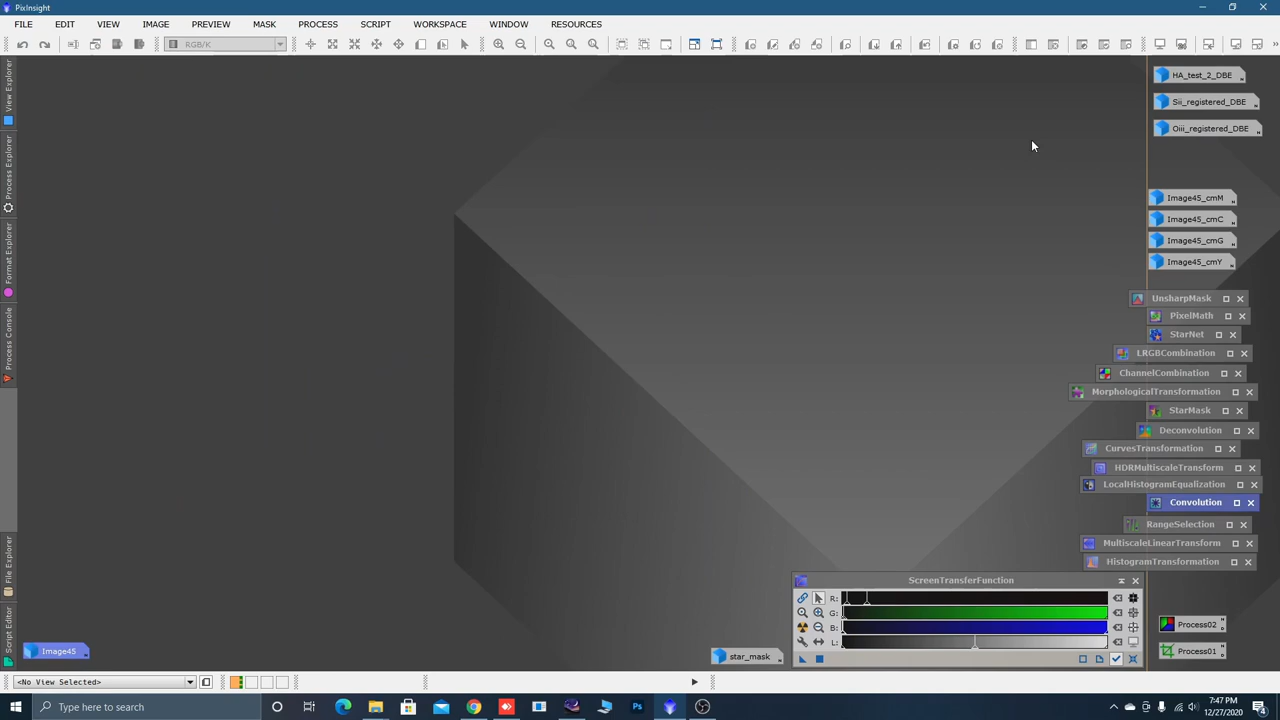 PixInsight
FILE EDIT VIEW IMAGE PREVIEW MASK PROCESS SCRIPT WORKSPACE WINDOW RESOURCES
RGB/K
View Explorer
Process Explorer
Format Explorer
Process Console
File Explorer
Script Editor
HA_test_2_DBE
Sii_registered_DBE
Oiii_registered_DBE
Image45_cmM
Image45_cmC
Image45_cmG
Image45_cmY
UnsharpMask
PixelMath
StarNet
LRGBCombination
ChannelCombination
MorphologicalTransformation
StarMask
Deconvolution
CurvesTransformation
HDRMultiscaleTransform
LocalHistogramEqualization
Convolution
RangeSelection
MultiscaleLinearTransform
HistogramTransformation
ScreenTransferFunction
R:
G:
B:
L:
Process02
Process01
Image45
star_mask
<No View Selected>
Type here to search
Ps
7:47 PM
12/27/2020
4